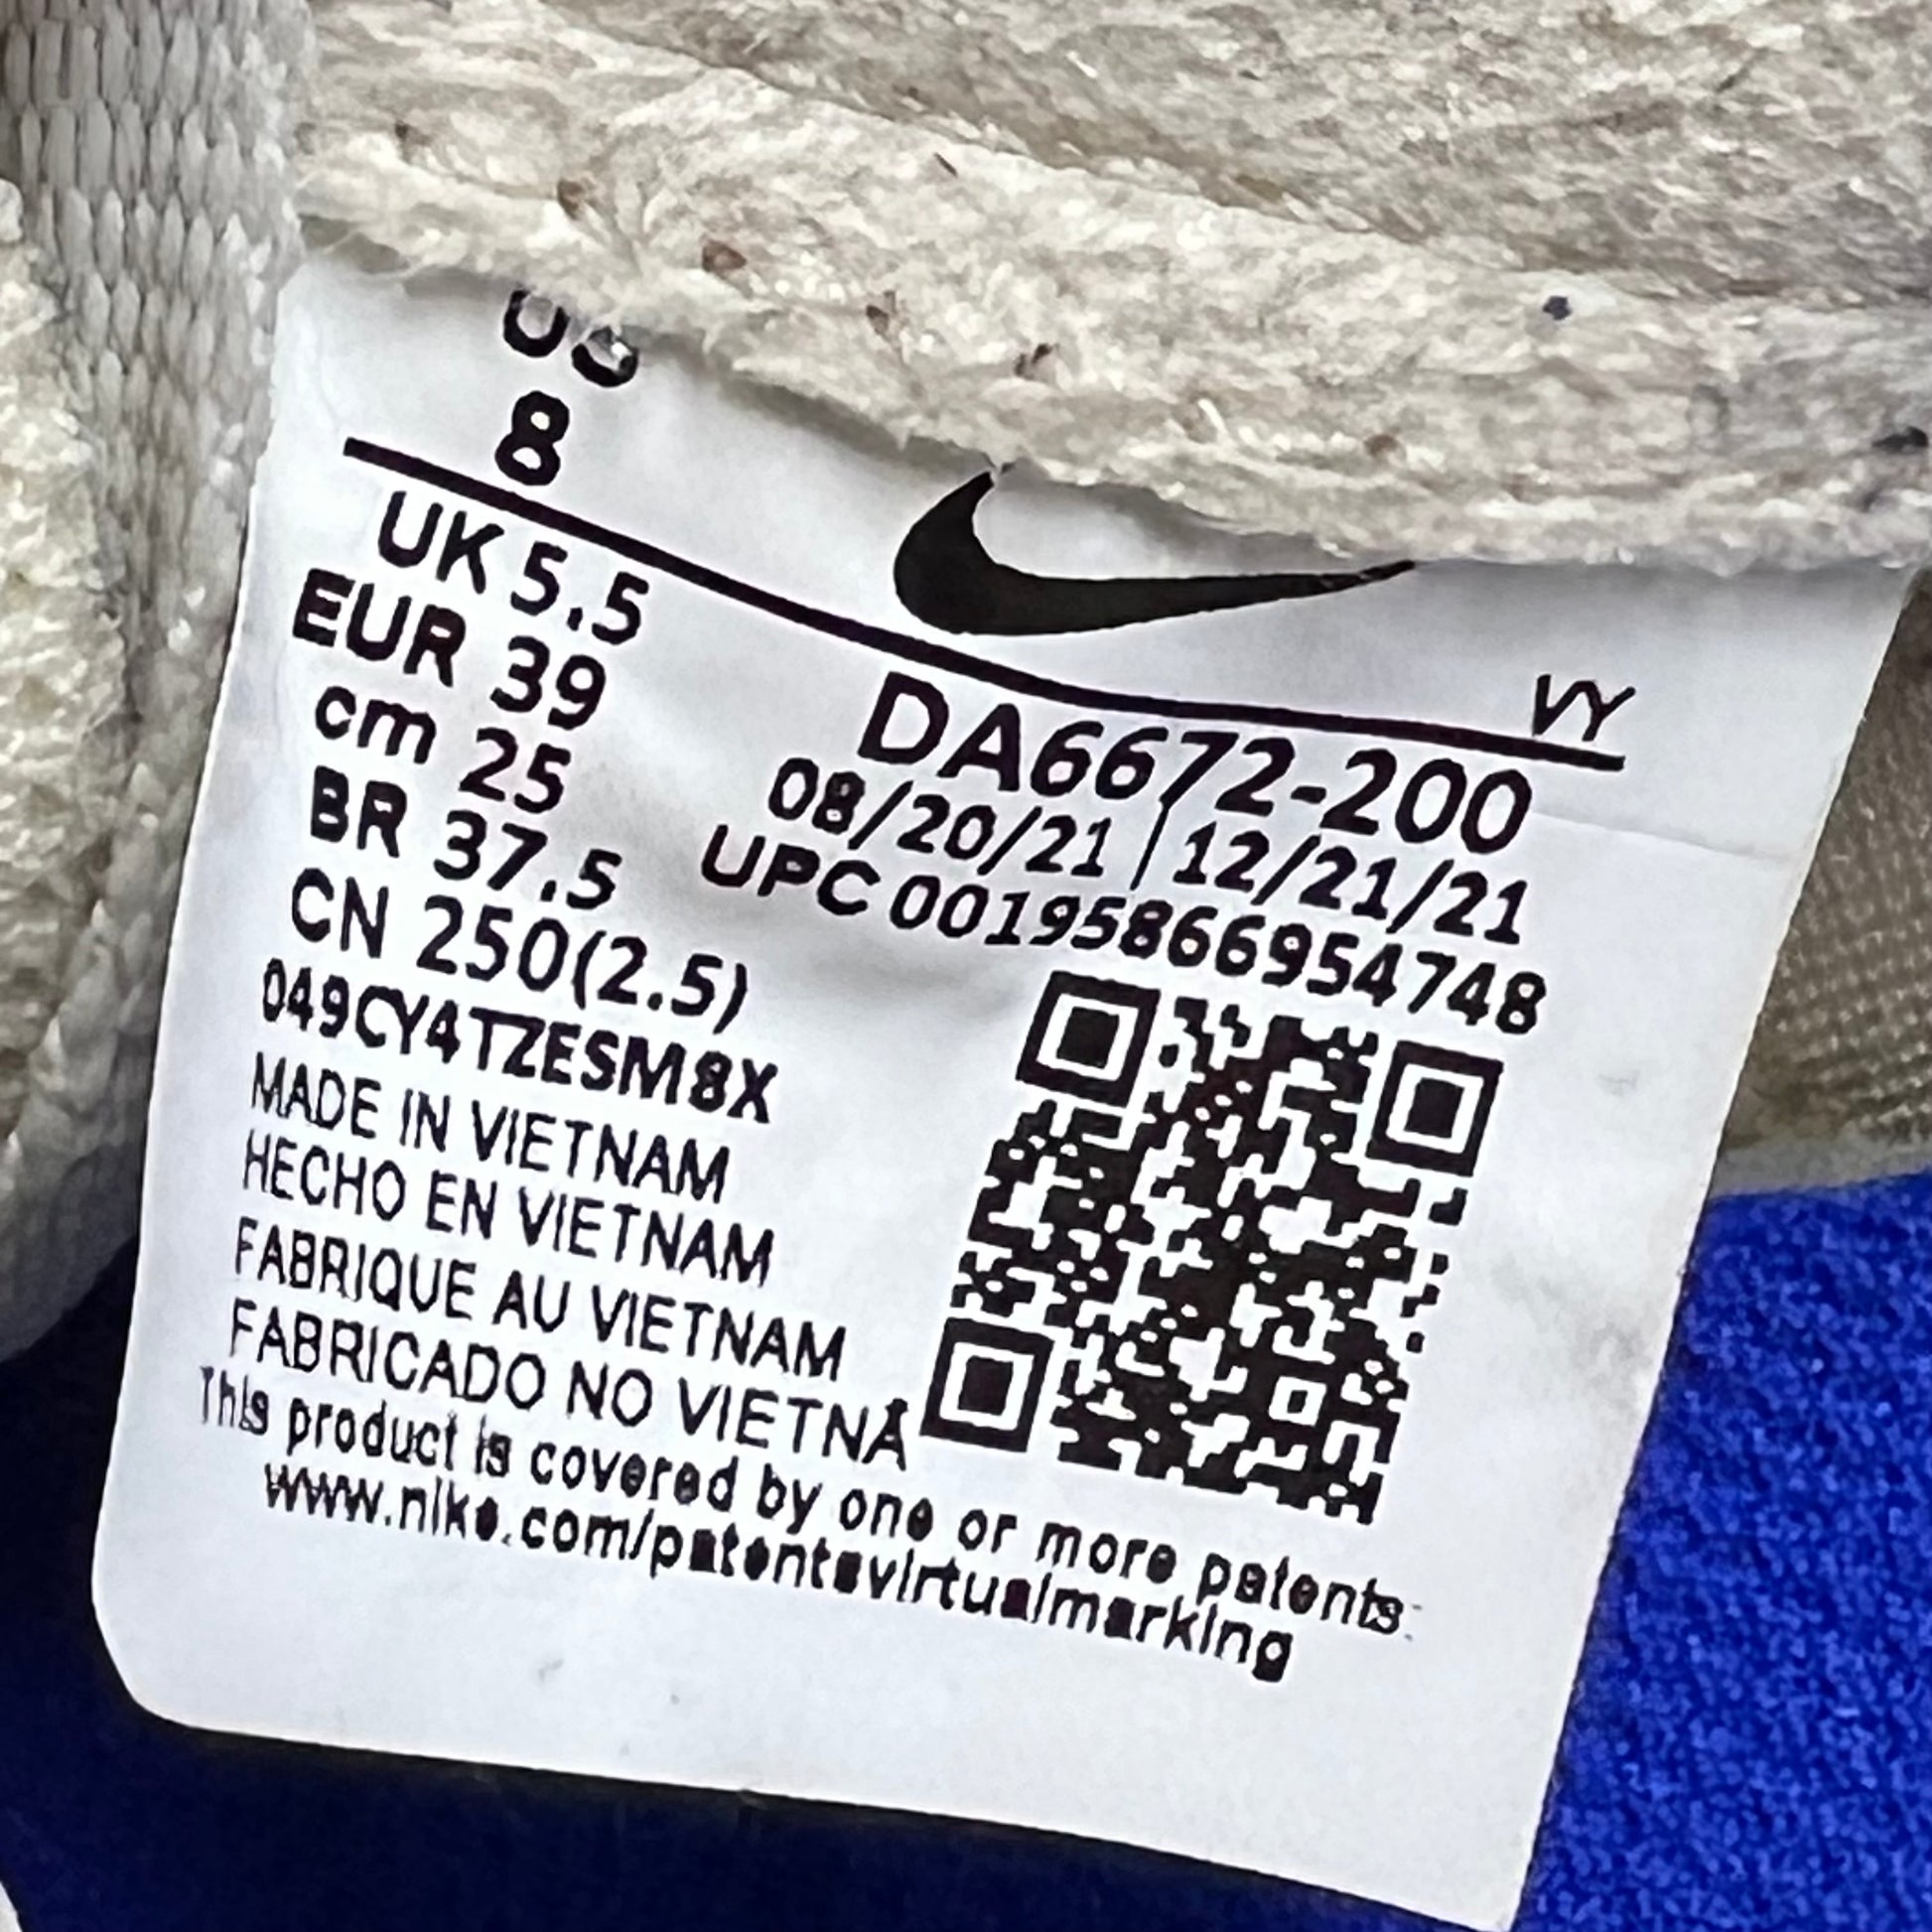 US
8
UK 5.5
EUR 39
cm 25
BR 37.5
CN 250(2.5)
049CY4TZESM8X
MADE IN VIETNAM
HECHO EN VIETNAM
FABRIQUE AU VIETNAM
FABRICADO NO VIETNÃ
This product is covered by one or more patents.
www.nike.com/patentsvirtualmarking
VY
DA6672-200
08/20/21 | 12/21/21
UPC 00195866954748